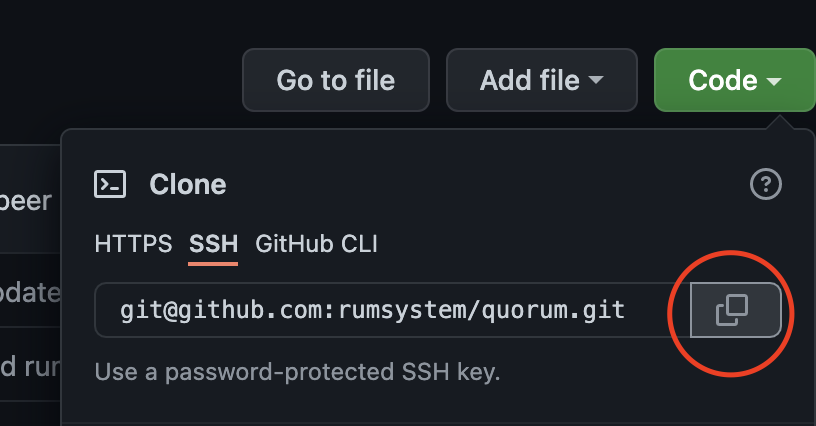 Go to file Add file Code
Clone
peer
HTTPS SSH GitHub CLI
git@github.com:rumsystem/quorum.git
Use a password-protected SSH key.